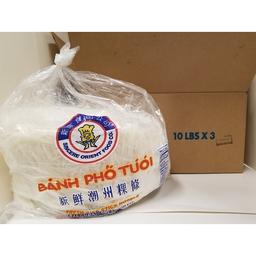 SINCERE ORIENT FOOD CO.
BÁNH PHỞ TƯƠI
新鮮潮州粿條
10 LBS X 3